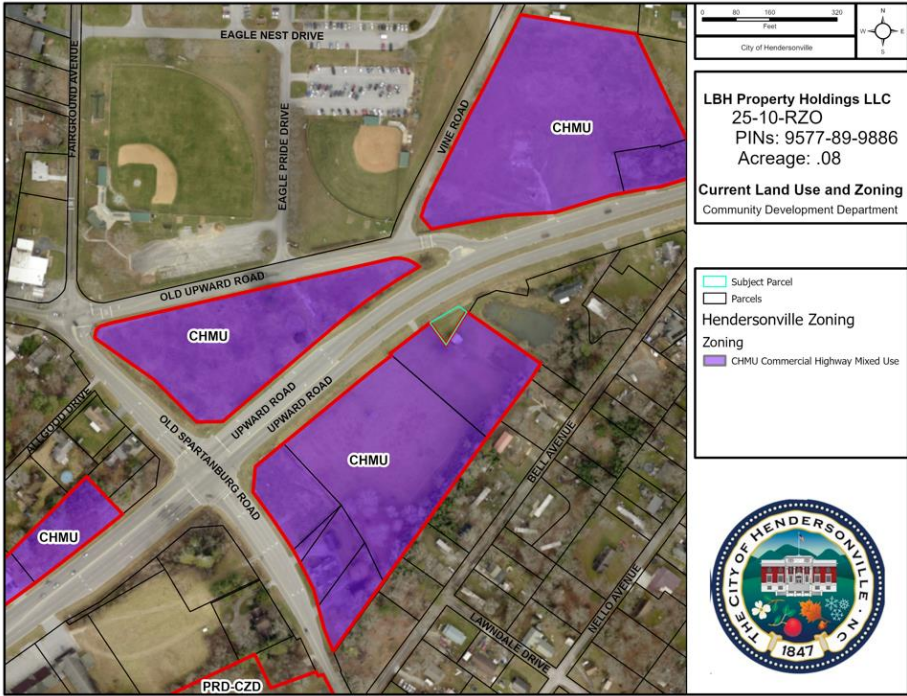 EAGLE NEST DRIVE
FAIRGROUND AVENUE
EAGLE PRIDE DRIVE
VINE ROAD
CHMU
OLD UPWARD ROAD
CHMU
UPWARD ROAD
UPWARD ROAD
ALLGOOD DRIVE
OLD SPARTANBURG ROAD
CHMU
CHMU
BELL AVENUE
NELLO AVENUE
LAWNDALE DRIVE
PRD-CZD
0 80 160 320
Feet
City of Hendersonville
N
W E
S
LBH Property Holdings LLC
25-10-RZO
PINs: 9577-89-9886
Acreage: .08
Current Land Use and Zoning
Community Development Department
Subject Parcel
Parcels
Hendersonville Zoning
Zoning
CHMU Commercial Highway Mixed Use
THE CITY OF HENDERSONVILLE · NC
1847